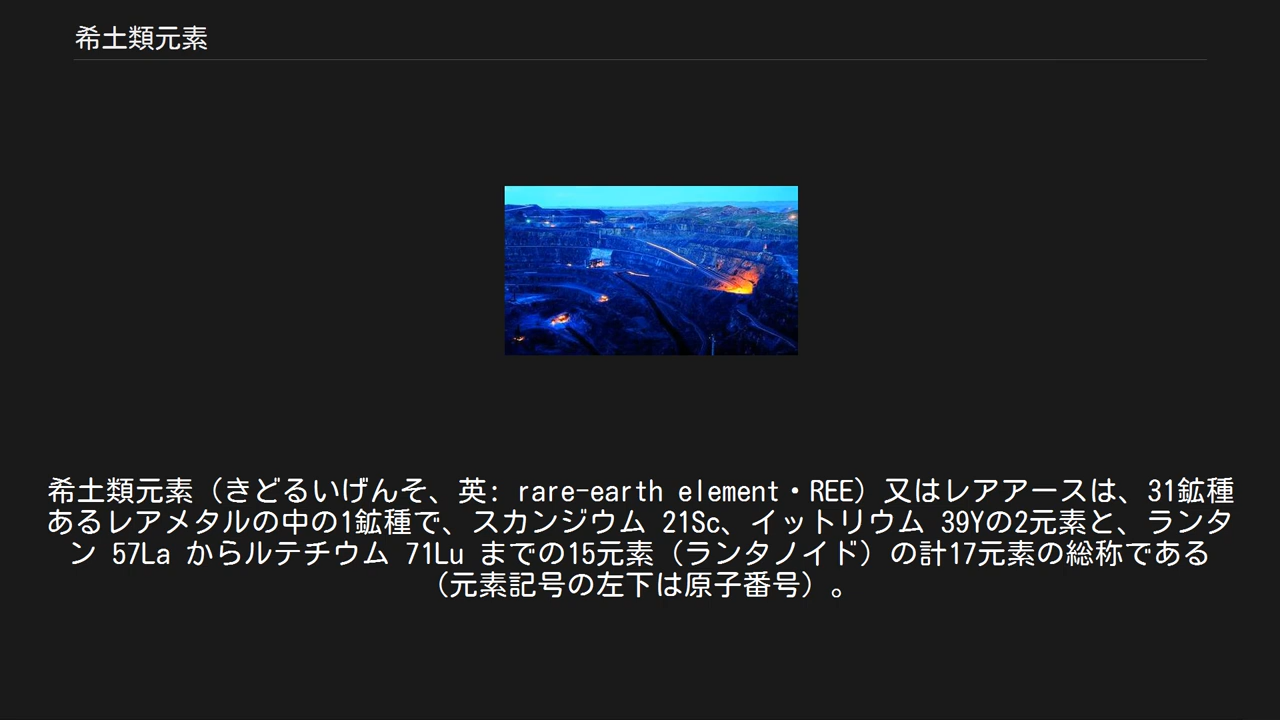 希土類元素
希土類元素（きどるいげんそ、英: rare-earth element・REE）又はレアアースは、31鉱種
あるレアメタルの中の1鉱種で、スカンジウム 21Sc、イットリウム 39Yの2元素と、ランタ
ン 57La からルテチウム 71Lu までの15元素（ランタノイド）の計17元素の総称である
（元素記号の左下は原子番号）。